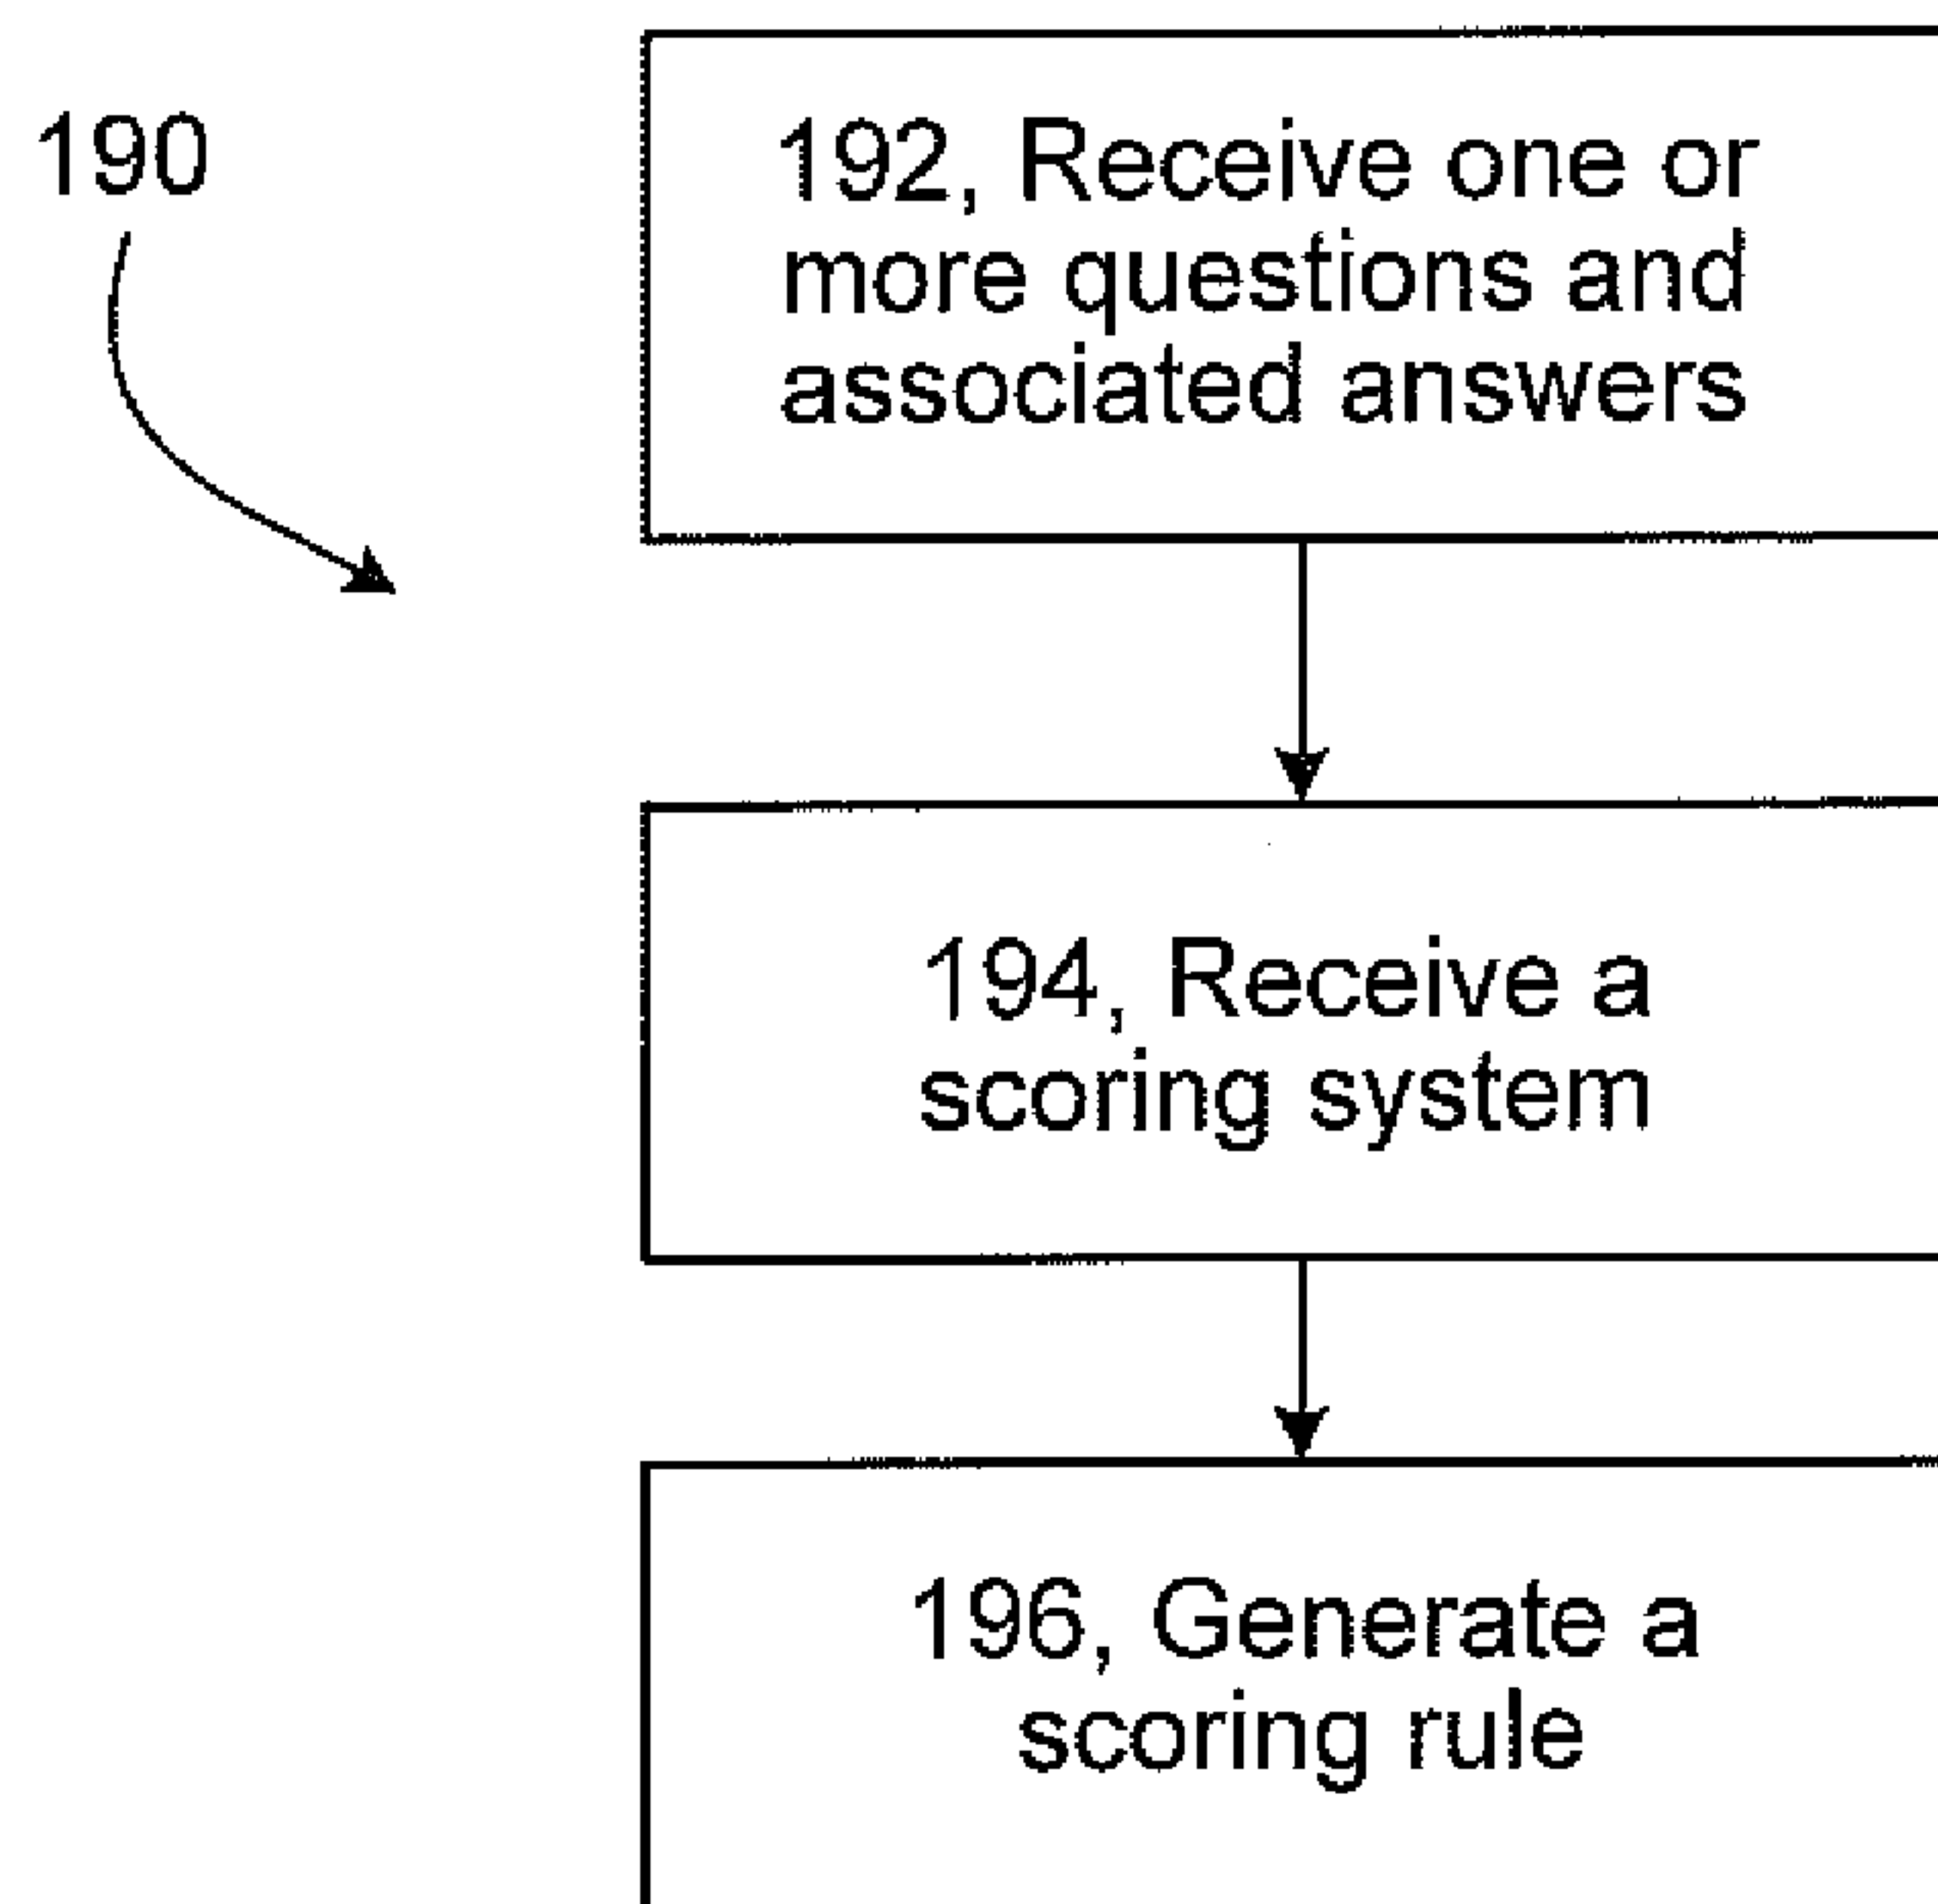 190
192, Receive one or
more questions and
associated answers
194, Receive a
scoring system
196, Generate a
scoring rule